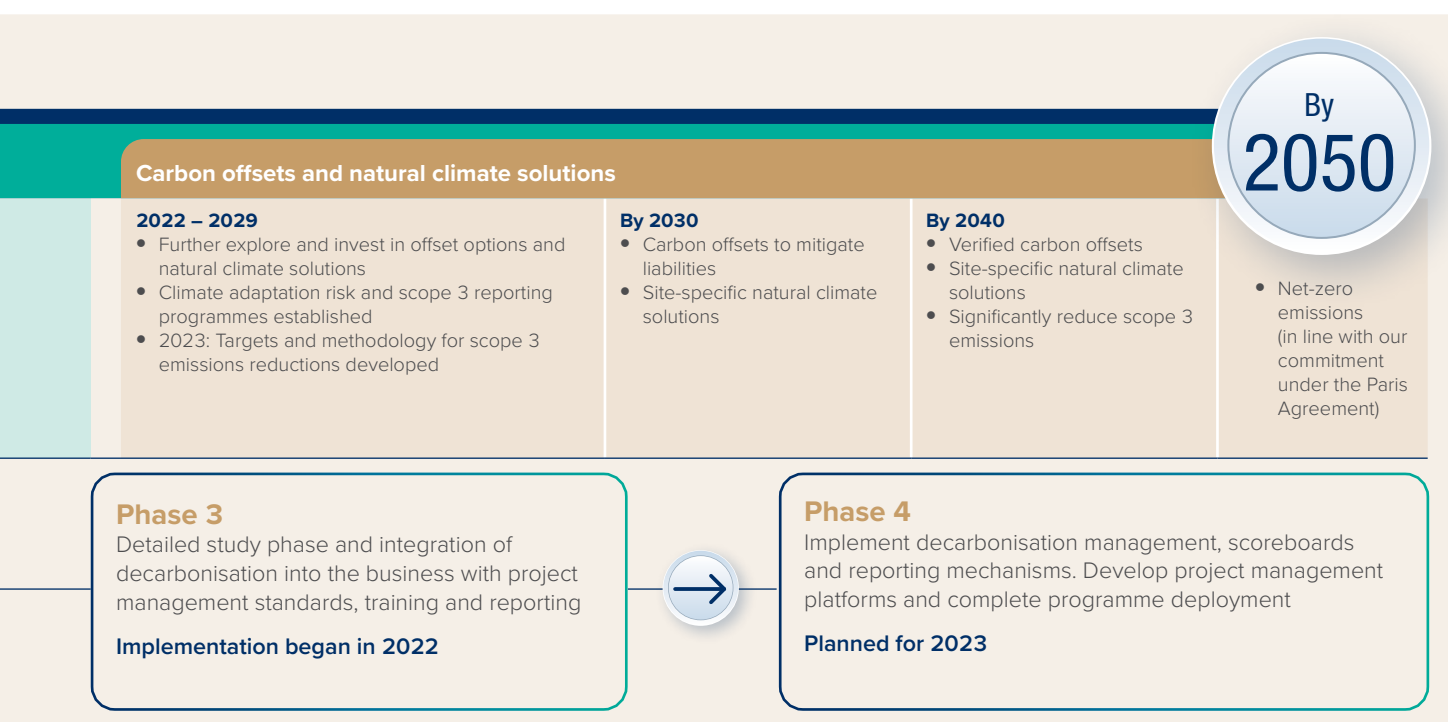 By
2050
Carbon offsets and natural climate solutions
2022 – 2029
• Further explore and invest in offset options and
natural climate solutions
• Climate adaptation risk and scope 3 reporting
programmes established
• 2023: Targets and methodology for scope 3
emissions reductions developed
By 2030
• Carbon offsets to mitigate
liabilities
• Site-specific natural climate
solutions
By 2040
• Verified carbon offsets
• Site-specific natural climate
solutions
• Significantly reduce scope 3
emissions
• Net-zero
emissions
(in line with our
commitment
under the Paris
Agreement)
Phase 3
Detailed study phase and integration of
decarbonisation into the business with project
management standards, training and reporting
Implementation began in 2022
Phase 4
Implement decarbonisation management, scoreboards
and reporting mechanisms. Develop project management
platforms and complete programme deployment
Planned for 2023